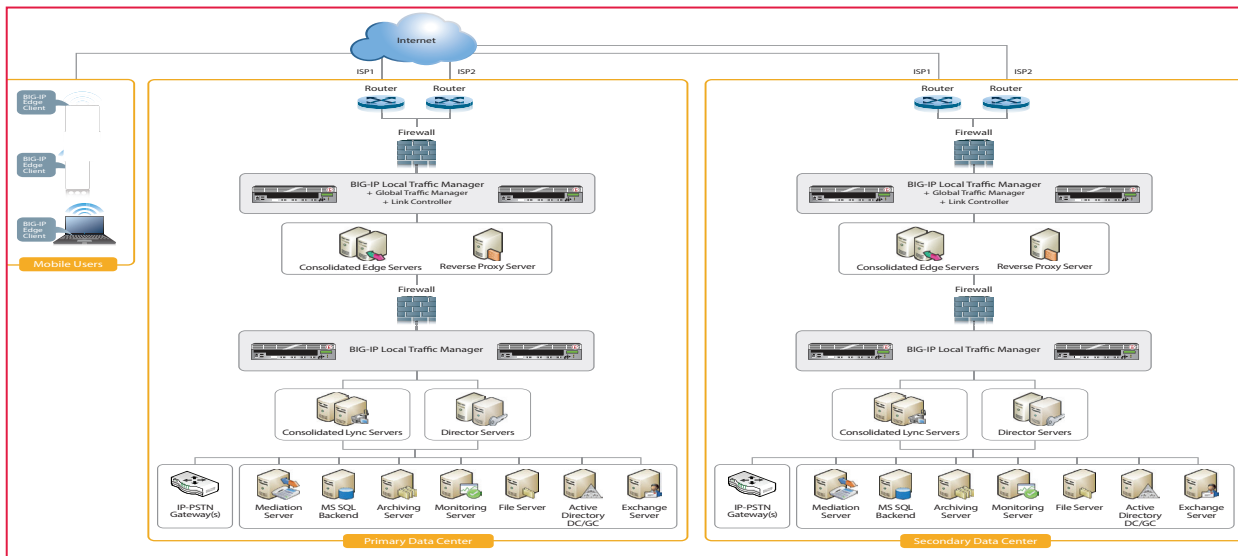 Internet
ISP1
ISP2
ISP1
ISP2
BIG-IP
Edge
Client
BIG-IP
Edge
Client
BIG-IP
Edge
Client
Mobile Users
Router
Router
Firewall
BIG-IP Local Traffic Manager
+ Global Traffic Manager
+ Link Controller
Consolidated Edge Servers
Reverse Proxy Server
Firewall
BIG-IP Local Traffic Manager
Consolidated Lync Servers
Director Servers
IP-PSTN
Gateway(s)
Mediation
Server
MS SQL
Backend
Archiving
Server
Monitoring
Server
File Server
Active
Directory
DC/GC
Exchange
Server
Primary Data Center
Router
Router
Firewall
BIG-IP Local Traffic Manager
+ Global Traffic Manager
+ Link Controller
Consolidated Edge Servers
Reverse Proxy Server
Firewall
BIG-IP Local Traffic Manager
Consolidated Lync Servers
Director Servers
IP-PSTN
Gateway(s)
Mediation
Server
MS SQL
Backend
Archiving
Server
Monitoring
Server
File Server
Active
Directory
DC/GC
Exchange
Server
Secondary Data Center